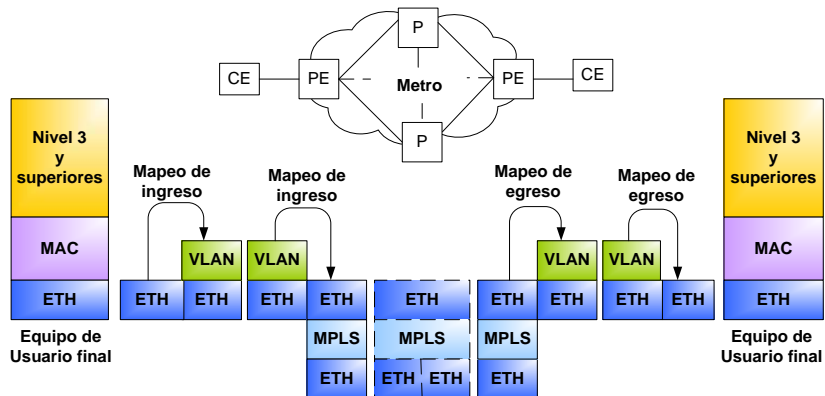 P
CE
PE
Metro
PE
CE
P
Nivel 3
y
superiores
MAC
ETH
Equipo de
Usuario final
Mapeo de
ingreso
VLAN
ETH
ETH
Mapeo de
ingreso
VLAN
ETH
ETH
MPLS
ETH
ETH
MPLS
ETH
ETH
Mapeo de
egreso
VLAN
ETH
ETH
MPLS
ETH
Mapeo de
egreso
VLAN
ETH
ETH
Nivel 3
y
superiores
MAC
ETH
Equipo de
Usuario final